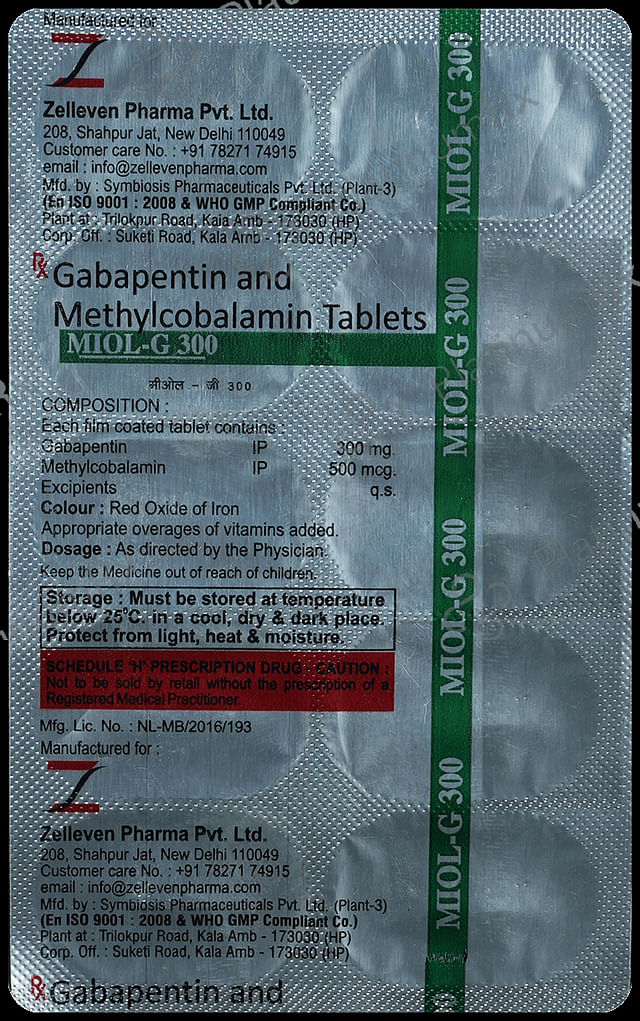 Manufactured for
Zelleven Pharma Pvt. Ltd.
208, Shahpur Jat, New Delhi 110049
Customer care No. : +91 78271 74915
email : info@zellevenpharma.com
Mfd. by : Symbiosis Pharmaceuticals Pvt. Ltd. (Plant-3)
(En ISO 9001 : 2008 & WHO GMP Compliant Co.)
Plant at : Trilokpur Road, Kala Amb - 173030 (HP)
Corp. Off. : Suketi Road, Kala Amb - 173030 (HP)
Rx Gabapentin and
Methylcobalamin Tablets
MIOL-G 300
मीओल - जी 300
COMPOSITION :
Each film coated tablet contains :
Gabapentin IP 300 mg.
Methylcobalamin IP 500 mcg.
Excipients q.s.
Colour : Red Oxide of Iron
Appropriate overages of vitamins added.
Dosage : As directed by the Physician.
Keep the Medicine out of reach of children.
Storage : Must be stored at temperature
below 25°C. in a cool, dry & dark place.
Protect from light, heat & moisture.
SCHEDULE 'H' PRESCRIPTION DRUG - CAUTION :
Not to be sold by retail without the prescription of a
Registered Medical Practitioner.
Mfg. Lic. No. : NL-MB/2016/193
Manufactured for :
Zelleven Pharma Pvt. Ltd.
208, Shahpur Jat, New Delhi 110049
Customer care No. : +91 78271 74915
email : info@zellevenpharma.com
Mfd. by : Symbiosis Pharmaceuticals Pvt. Ltd. (Plant-3)
(En ISO 9001 : 2008 & WHO GMP Compliant Co.)
Plant at : Trilokpur Road, Kala Amb - 173030 (HP)
Corp. Off. : Suketi Road, Kala Amb - 173030 (HP)
Rx Gabapentin and
MIOL-G 300
MIOL-G 300
MIOL-G 300
MIOL-G 300